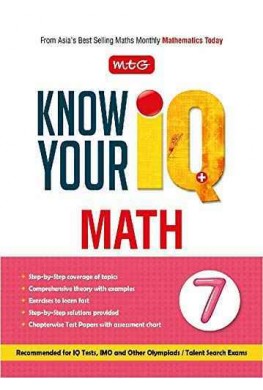 From Asia's Best Selling Maths Monthly Mathematics Today
mtG
KNOW
YOUR iQ
MATH
Step-by-Step coverage of topics
Comprehensive theory with examples
Exercises to learn fast
Step-by-Step solutions provided
Chapterwise Test Papers with assessment chart
7
Recommended for IQ Tests, IMO and Other Olympiads / Talent Search Exams